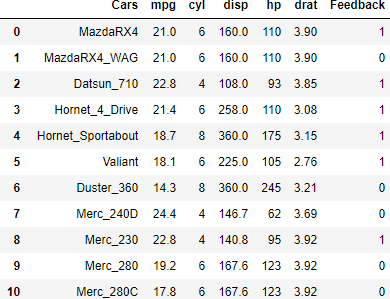 Cars mpg cyl disp hp drat Feedback
0 MazdaRX4 21.0 6 160.0 110 3.90 1
1 MazdaRX4_WAG 21.0 6 160.0 110 3.90 0
2 Datsun_710 22.8 4 108.0 93 3.85 1
3 Hornet_4_Drive 21.4 6 258.0 110 3.08 1
4 Hornet_Sportabout 18.7 8 360.0 175 3.15 1
5 Valiant 18.1 6 225.0 105 2.76 1
6 Duster_360 14.3 8 360.0 245 3.21 0
7 Merc_240D 24.4 4 146.7 62 3.69 0
8 Merc_230 22.8 4 140.8 95 3.92 1
9 Merc_280 19.2 6 167.6 123 3.92 0
10 Merc_280C 17.8 6 167.6 123 3.92 0